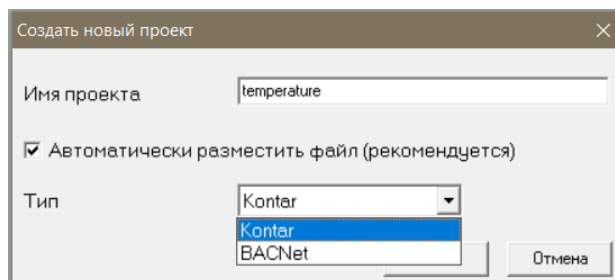 Создать новый проект
Имя проекта
temperature
Автоматически разместить файл (рекомендуется)
Тип
Kontar
Kontar
BACNet
Отмена